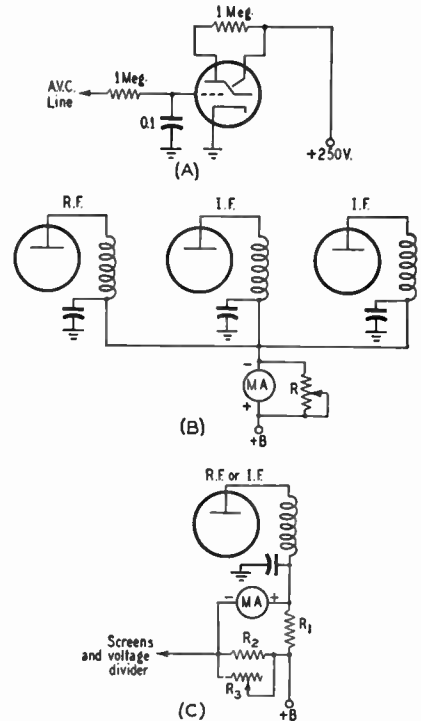 1 Meg.
1 Meg.
A.V.C.
Line
0.1
+250V.
(A)
R.F.
I.F.
I.F.
-
MA
R
+
+B
(B)
R.F. or I.F.
- MA +
R1
Screens
and voltage
divider
R2
R3
+B
(C)